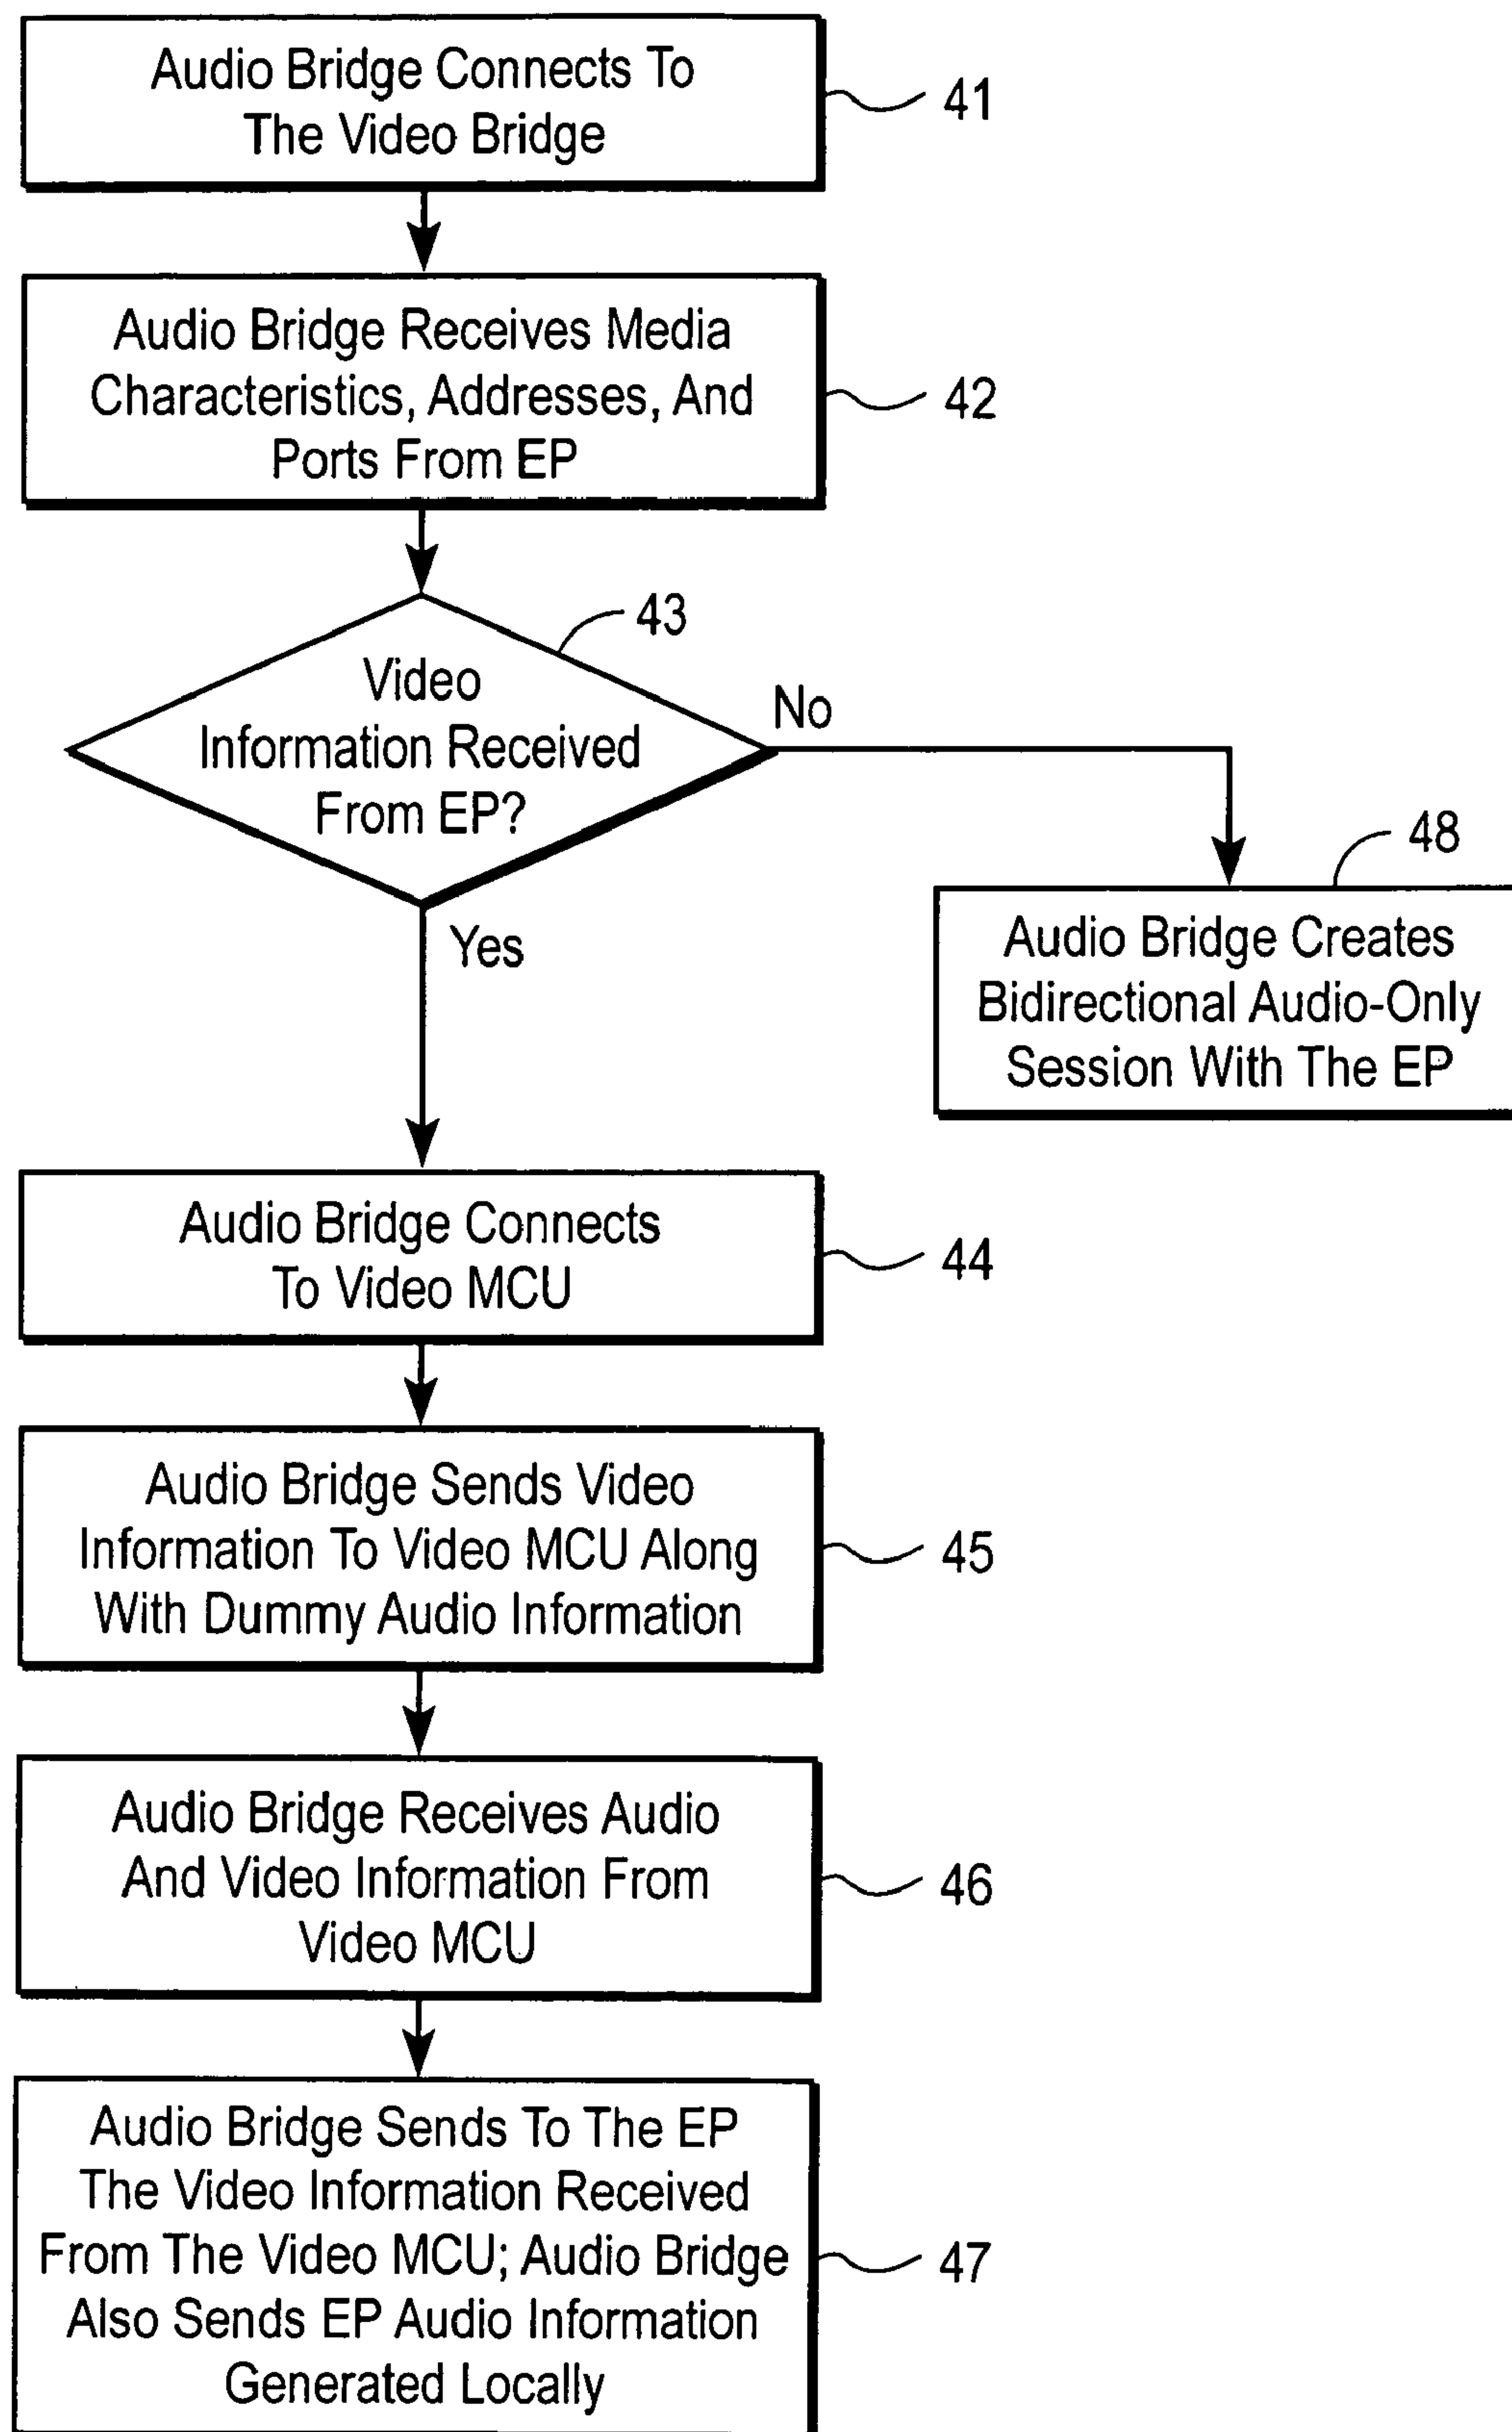 Audio Bridge Connects To
The Video Bridge
41
Audio Bridge Receives Media
Characteristics, Addresses, And
Ports From EP
42
43
Video
Information Received
From EP?
No
Yes
48
Audio Bridge Creates
Bidirectional Audio-Only
Session With The EP
Audio Bridge Connects
To Video MCU
44
Audio Bridge Sends Video
Information To Video MCU Along
With Dummy Audio Information
45
Audio Bridge Receives Audio
And Video Information From
Video MCU
46
Audio Bridge Sends To The EP
The Video Information Received
From The Video MCU; Audio Bridge
Also Sends EP Audio Information
Generated Locally
47